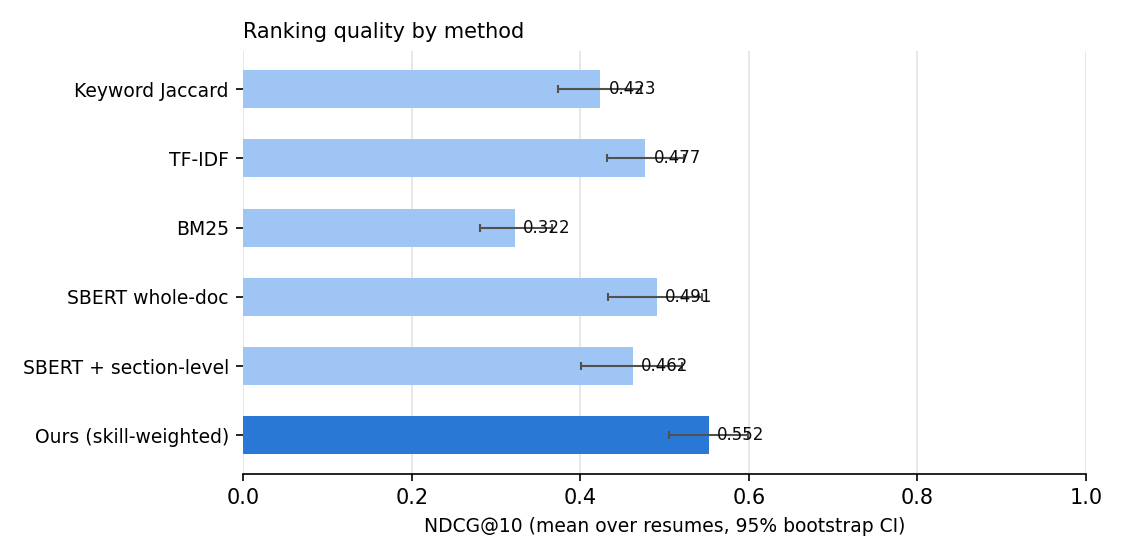 Ranking quality by method
Keyword Jaccard 0.423
TF-IDF 0.477
BM25 0.322
SBERT whole-doc 0.491
SBERT + section-level 0.462
Ours (skill-weighted) 0.552
0.0 0.2 0.4 0.6 0.8 1.0
NDCG@10 (mean over resumes, 95% bootstrap CI)